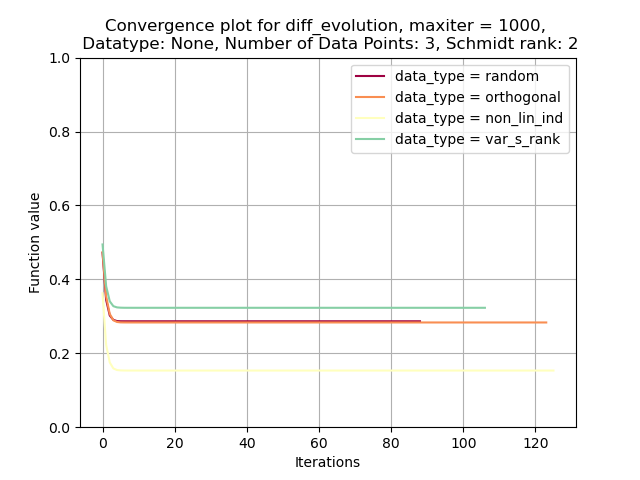 Convergence plot for diff_evolution, maxiter = 1000,
Datatype: None, Number of Data Points: 3, Schmidt rank: 2
data_type = random
data_type = orthogonal
data_type = non_lin_ind
data_type = var_s_rank
Function value
1.0
0.8
0.6
0.4
0.2
0.0
0 20 40 60 80 100 120
Iterations